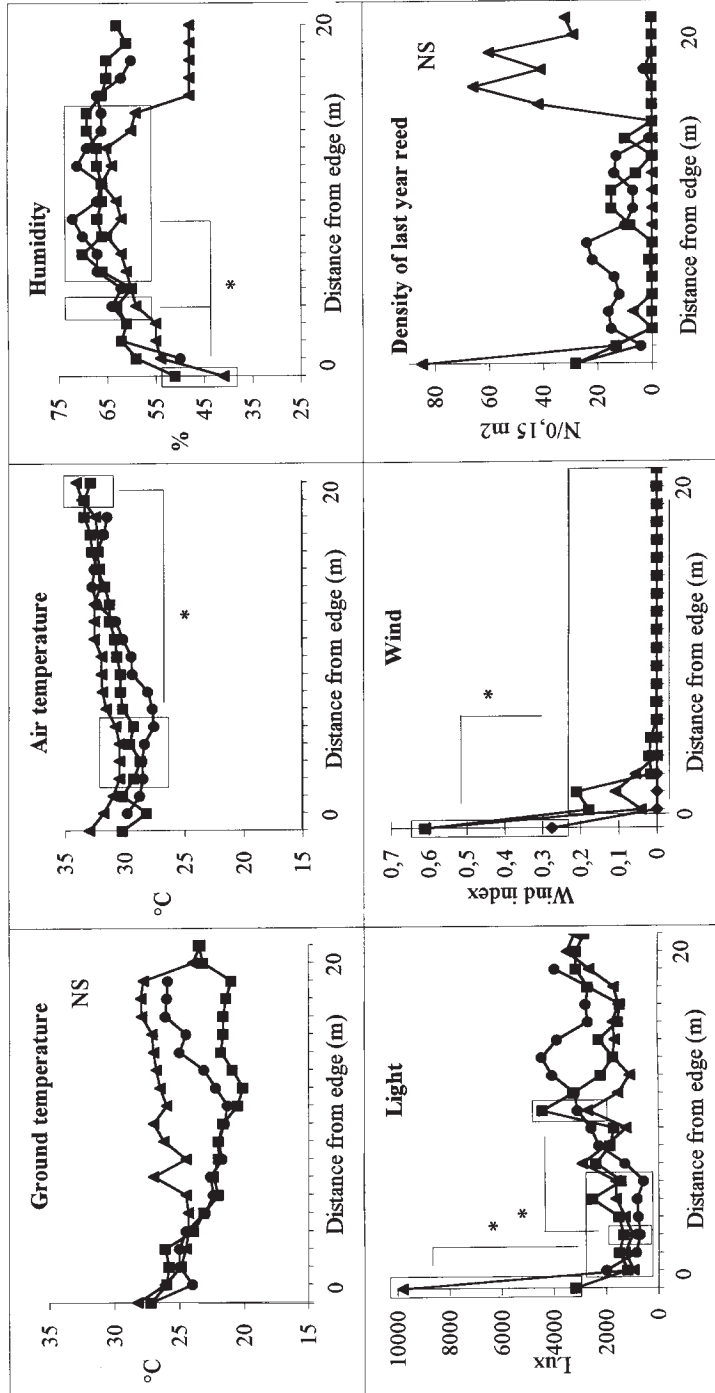 Ground temperature
NS
°C
35
30
25
20
15
0
20
Distance from edge (m)
Air temperature
°C
35
30
25
20
15
*
0
20
Distance from edge (m)
Humidity
%
75
65
55
45
35
25
*
0
20
Distance from edge (m)
Light
Lux
10000
8000
6000
4000
2000
0
*
*
0
20
Distance from edge (m)
Wind
Wind index
0,7
0,6
0,5
0,4
0,3
0,2
0,1
0
*
0
20
Distance from edge (m)
Density of last year reed
NS
N/0,15 m2
80
60
40
20
0
0
20
Distance from edge (m)